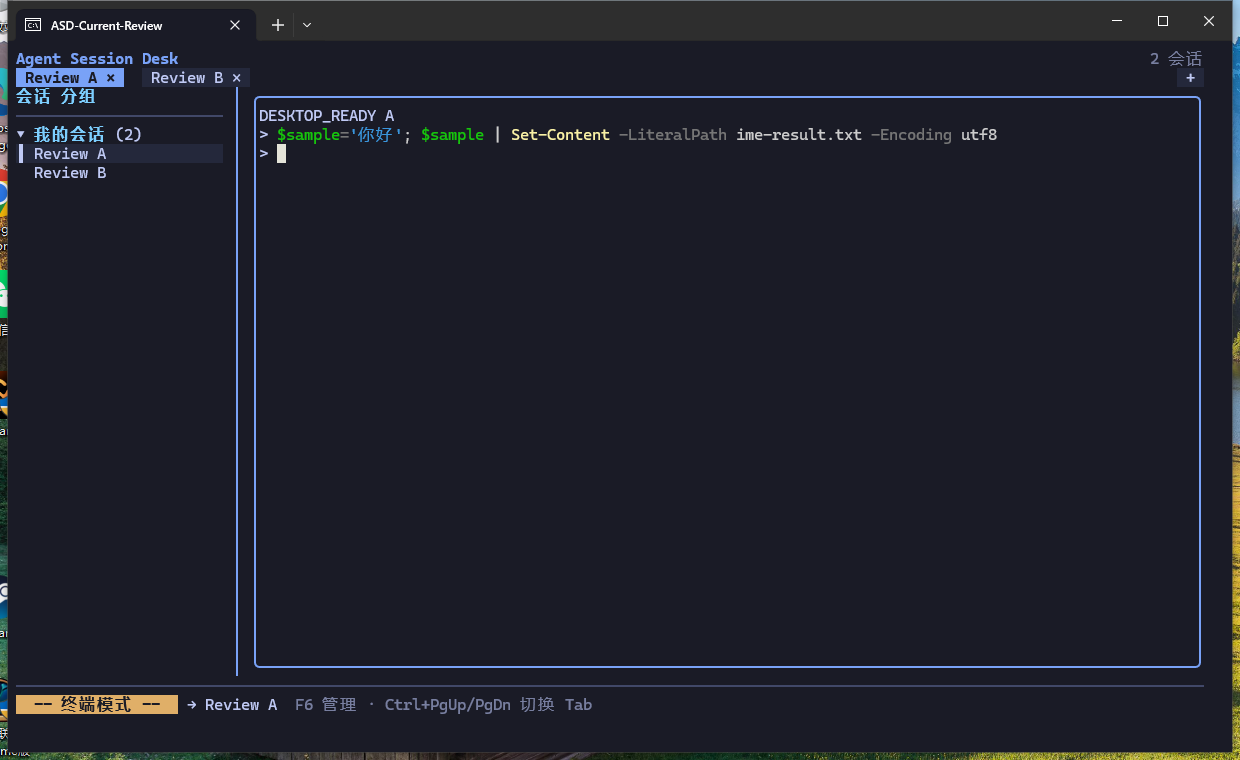 ASD-Current-Review
Agent Session Desk
2 会话
Review A ×
Review B ×
+
会话 分组
▾ 我的会话 (2)
Review A
Review B
DESKTOP_READY A
> $sample='你好'; $sample | Set-Content -LiteralPath ime-result.txt -Encoding utf8
>
-- 终端模式 --
→ Review A F6 管理 · Ctrl+PgUp/PgDn 切换 Tab